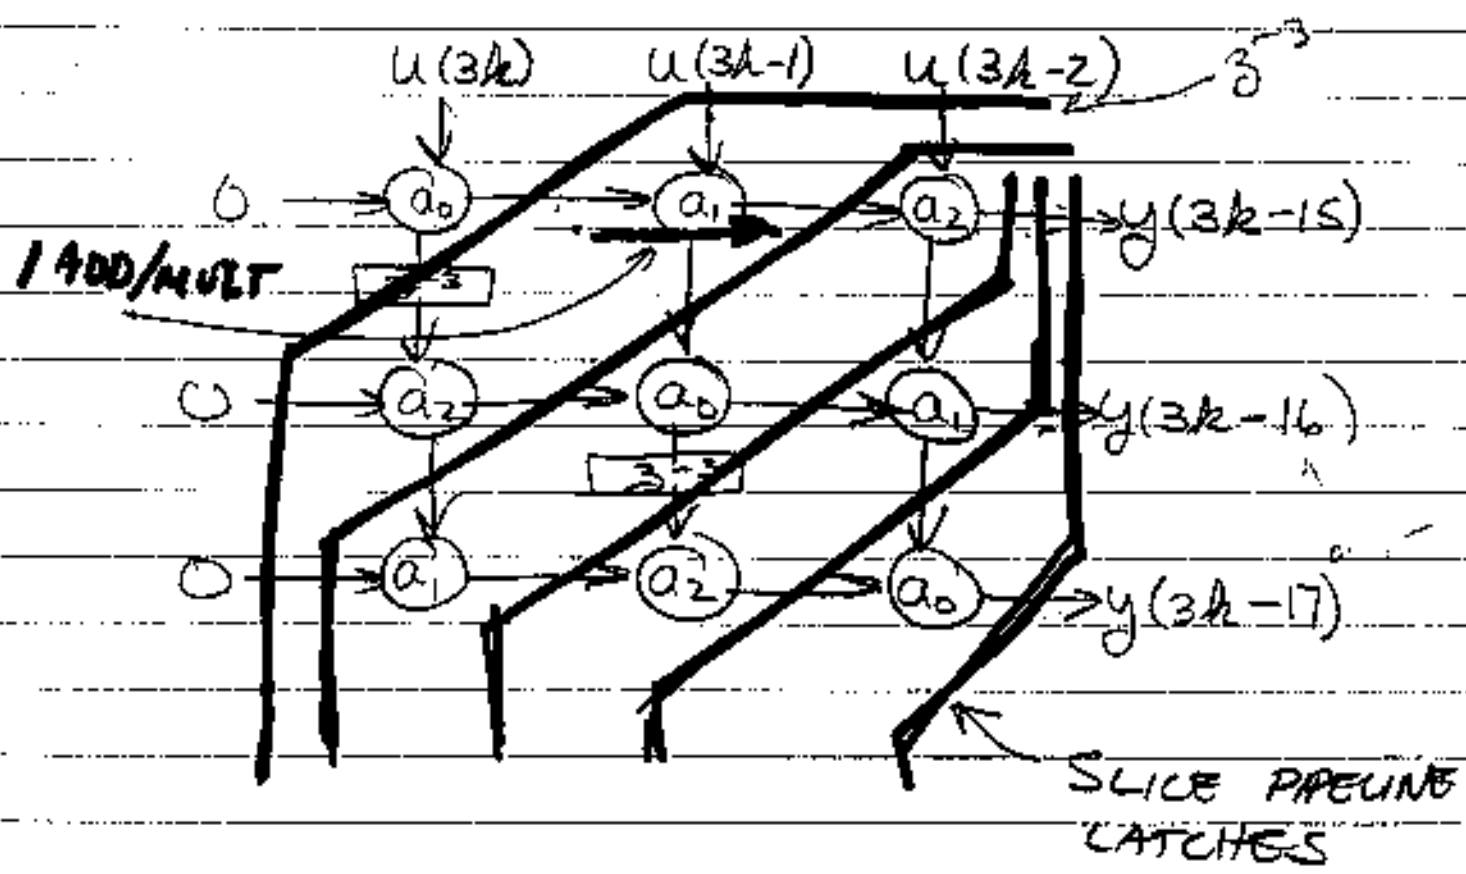 u(3k) u(3k-1) u(3k-2) z^-3
0 a0 a1 a2 y(3k-15)
1 ADD/MULT z^-3
0 a2 a0 a1 y(3k-16)
z^-3
0 a1 a2 a0 y(3k-17)
SLICE PIPELINE
LATCHES